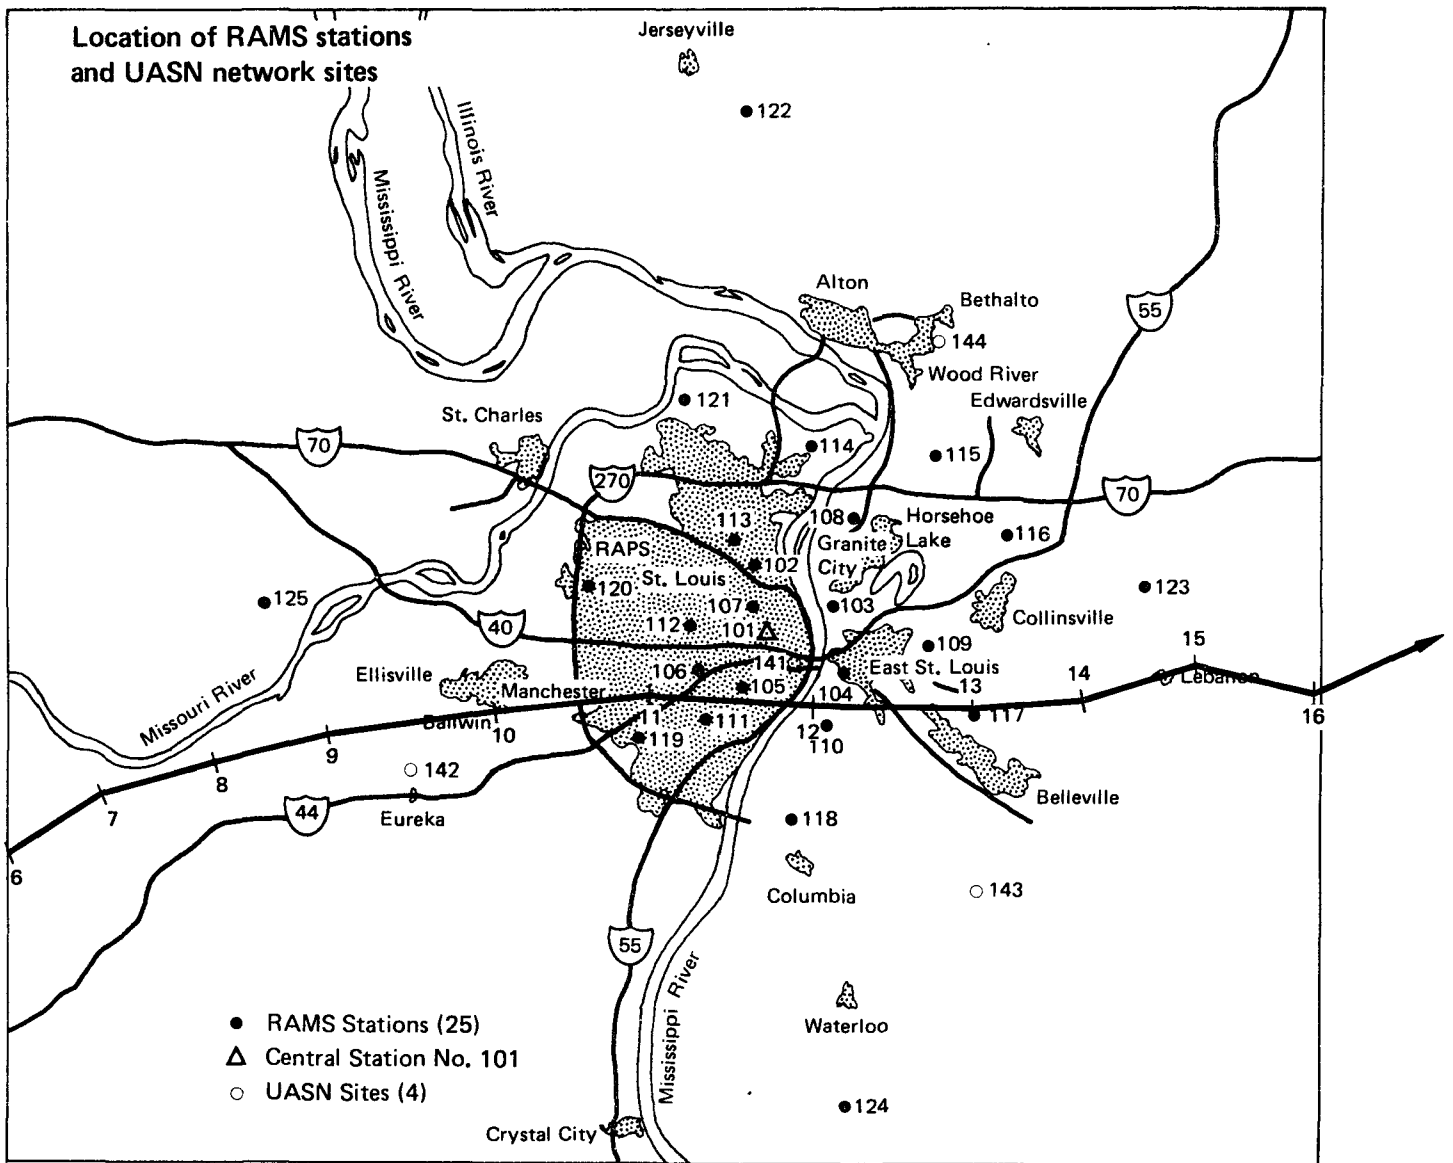 Location of RAMS stations
and UASN network sites
Jerseyville
122
Illinois River
Mississippi River
Alton
Bethalto
55
144
Wood River
Edwardsville
121
St. Charles
70
114
115
270
70
108
Horsehoe
Lake
113
116
Granite
City
RAPS
102
St. Louis
120
123
125
107
103
Collinsville
112
101
40
109
15
141
East St. Louis
106
Ellisville
14
Lebanon
Missouri River
Manchester
105
104
13
16
11
111
117
Ballwin
10
12
110
119
9
142
8
Belleville
7
44
Eureka
118
6
Columbia
143
55
Mississippi River
Waterloo
RAMS Stations (25)
Central Station No. 101
UASN Sites (4)
124
Crystal City